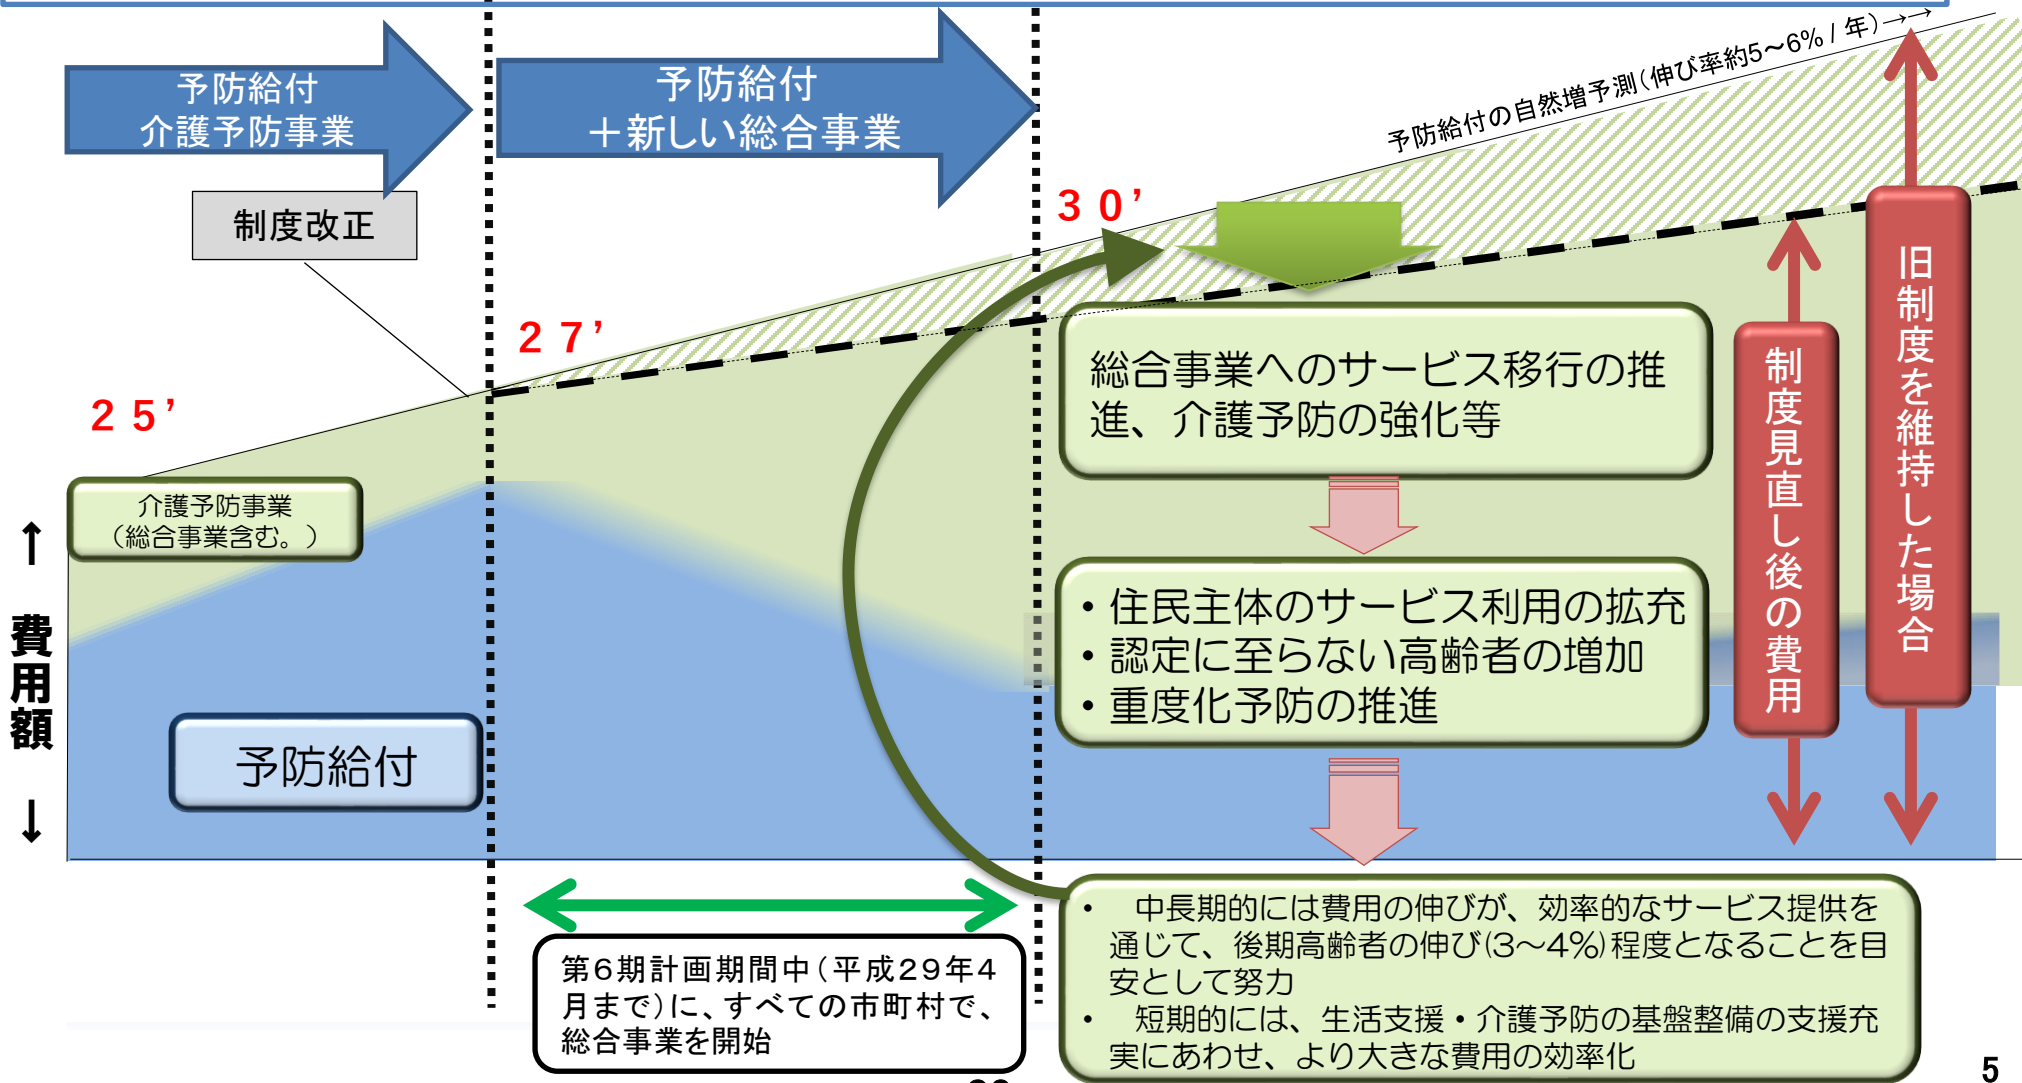 予防給付
介護予防事業
予防給付
＋新しい総合事業
予防給付の自然増予測（伸び率約5～6% / 年）→→
制度改正
３０’
２７’
２５’
介護予防事業
（総合事業含む。）
総合事業へのサービス移行の推
進、介護予防の強化等
制度見直し後の費用
旧制度を維持した場合
↑
費用額
↓
・住民主体のサービス利用の拡充
・認定に至らない高齢者の増加
・重度化予防の推進
予防給付
第６期計画期間中（平成２９年４
月まで）に、すべての市町村で、
総合事業を開始
・　中長期的には費用の伸びが、効率的なサービス提供を
通じて、後期高齢者の伸び(3～4%)程度となることを目
安として努力
・　短期的には、生活支援・介護予防の基盤整備の支援充
実にあわせ、より大きな費用の効率化
5